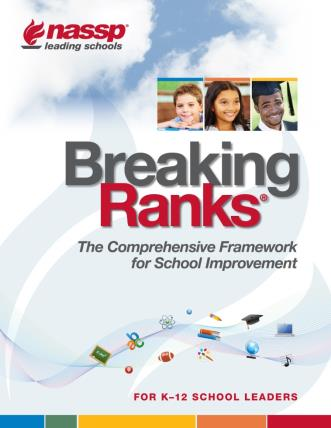 nassp®
leading schools
Breaking
Ranks®
The Comprehensive Framework
for School Improvement
FOR K–12 SCHOOL LEADERS